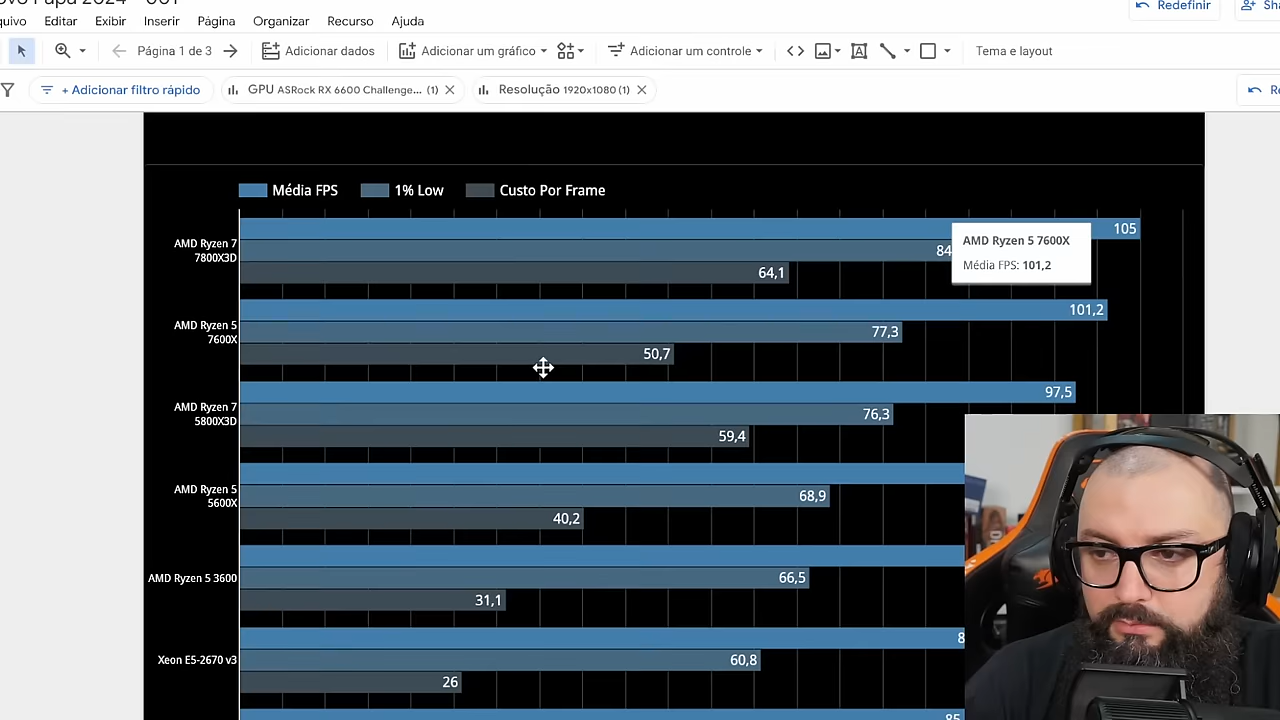 Editar Exibir Inserir Página Organizar Recurso Ajuda
Redefinir
Página 1 de 3
Adicionar dados
Adicionar um gráfico
Adicionar um controle
Tema e layout
+ Adicionar filtro rápido
GPU ASRock RX 6600 Challenge... (1)
Resolução 1920x1080 (1)
Média FPS 1% Low Custo Por Frame
AMD Ryzen 7
7800X3D
105
84
64,1
AMD Ryzen 5 7600X
Média FPS: 101,2
AMD Ryzen 5
7600X
101,2
77,3
50,7
AMD Ryzen 7
5800X3D
97,5
76,3
59,4
AMD Ryzen 5
5600X
68,9
40,2
AMD Ryzen 5 3600
66,5
31,1
Xeon E5-2670 v3
8
60,8
26